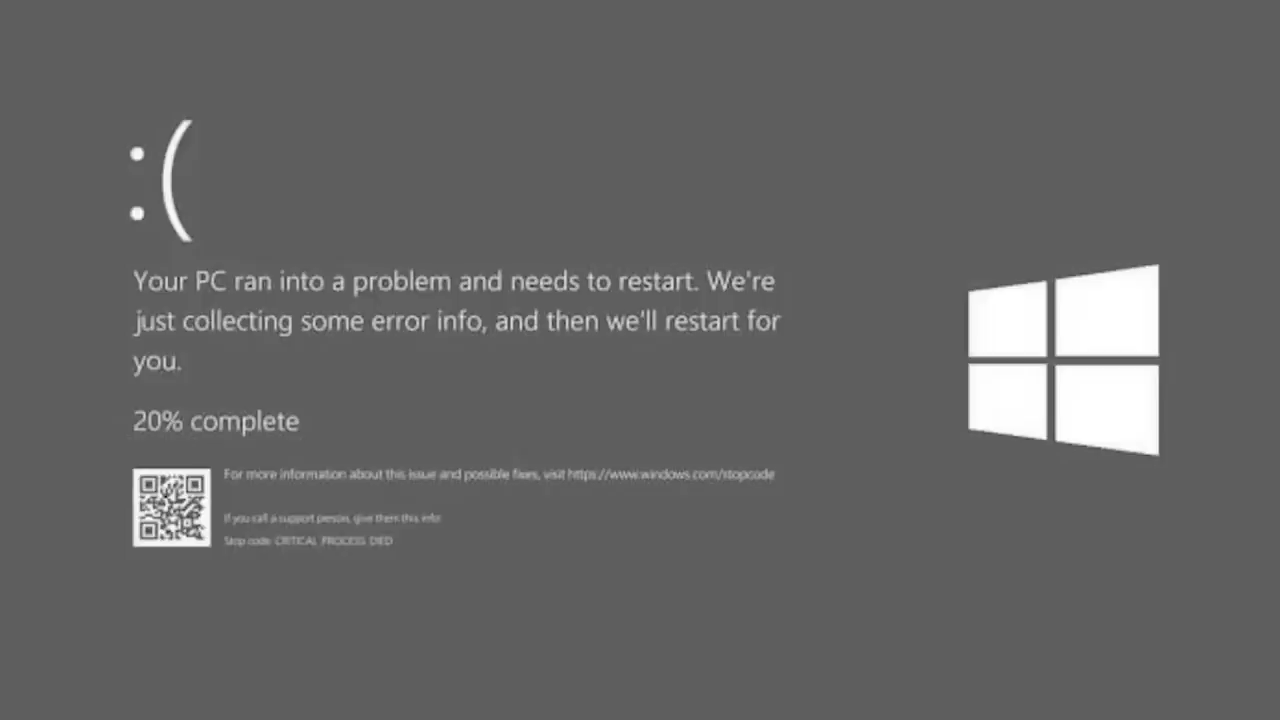 :(
Your PC ran into a problem and needs to restart. We're
just collecting some error info, and then we'll restart for
you.
20% complete
For more information about this issue and possible fixes, visit https://www.windows.com/stopcode
If you call a support person, give them this info:
Stop code: CRITICAL_PROCESS_DIED